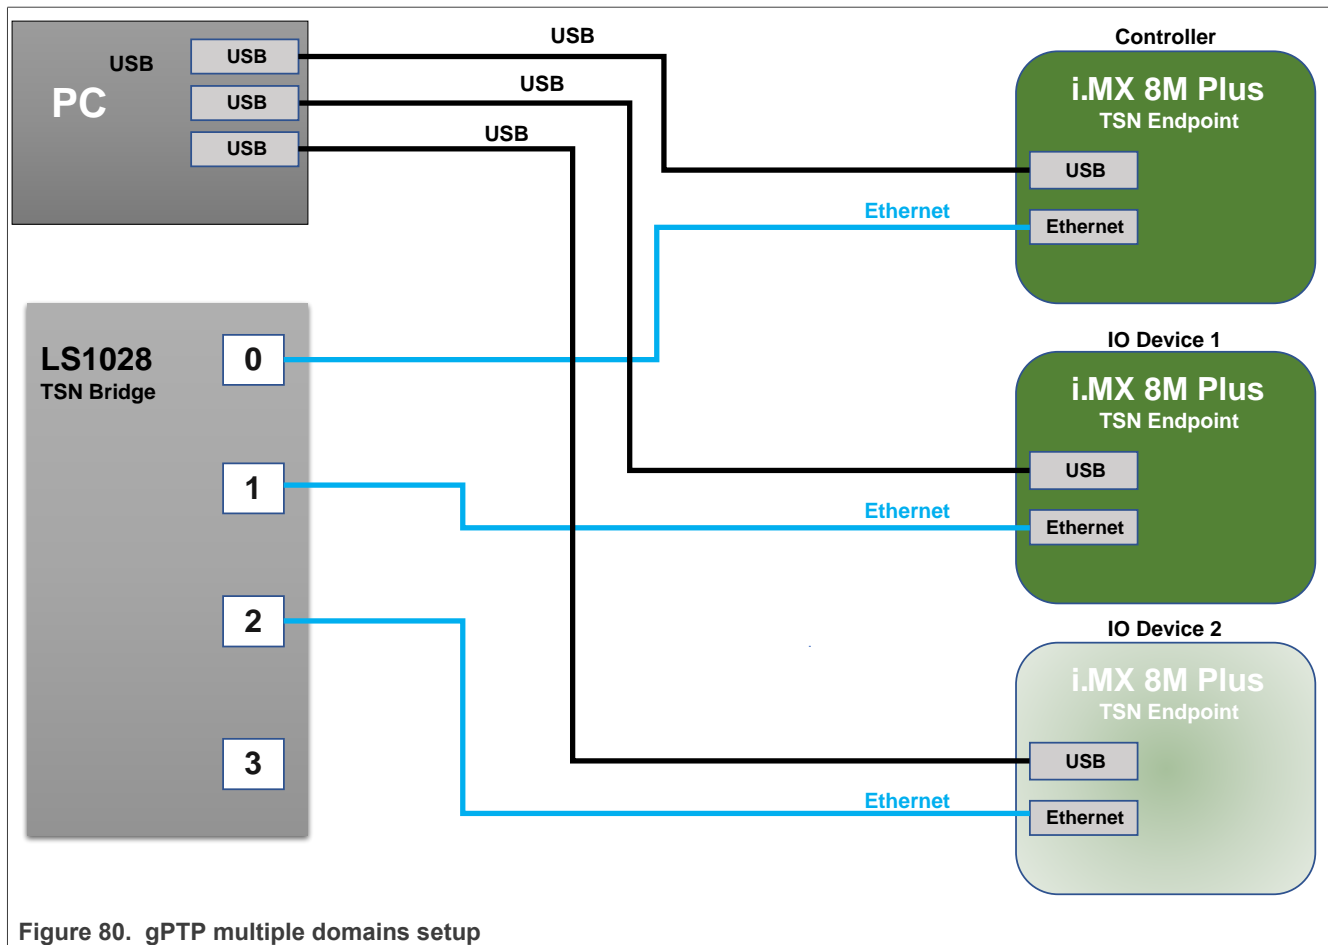 USB
PC
USB
USB
USB
USB
USB
USB
Controller
i.MX 8M Plus
TSN Endpoint
USB
Ethernet
Ethernet
LS1028
TSN Bridge
0
1
2
3
IO Device 1
i.MX 8M Plus
TSN Endpoint
USB
Ethernet
Ethernet
IO Device 2
i.MX 8M Plus
TSN Endpoint
USB
Ethernet
Ethernet
Figure 80. gPTP multiple domains setup